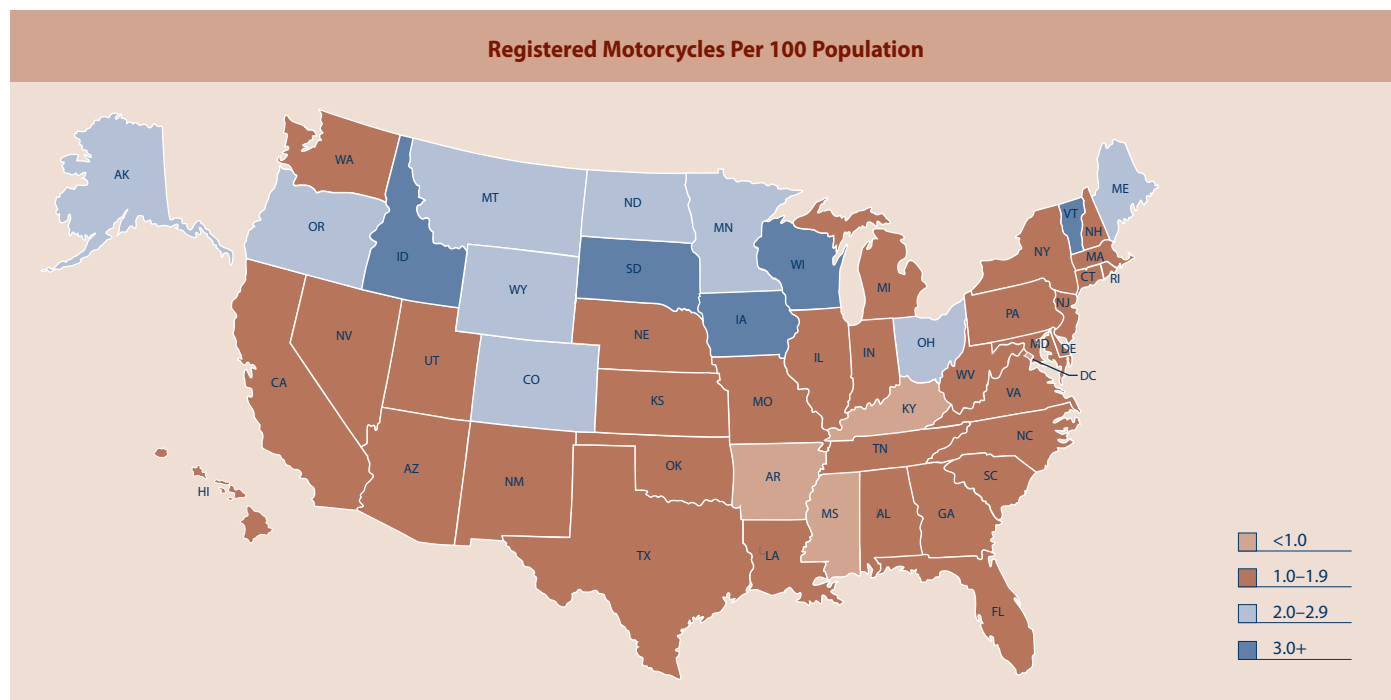 Registered Motorcycles Per 100 Population
AK
WA
MT
ND
MN
ME
VT
NH
OR
ID
SD
WI
NY
MA
CT
RI
WY
MI
IA
NE
PA
NJ
NV
UT
CO
IL
IN
OH
MD
DE
WV
DC
CA
KS
MO
KY
VA
AZ
NM
OK
AR
TN
NC
SC
HI
TX
LA
MS
AL
GA
FL
<1.0
1.0–1.9
2.0–2.9
3.0+